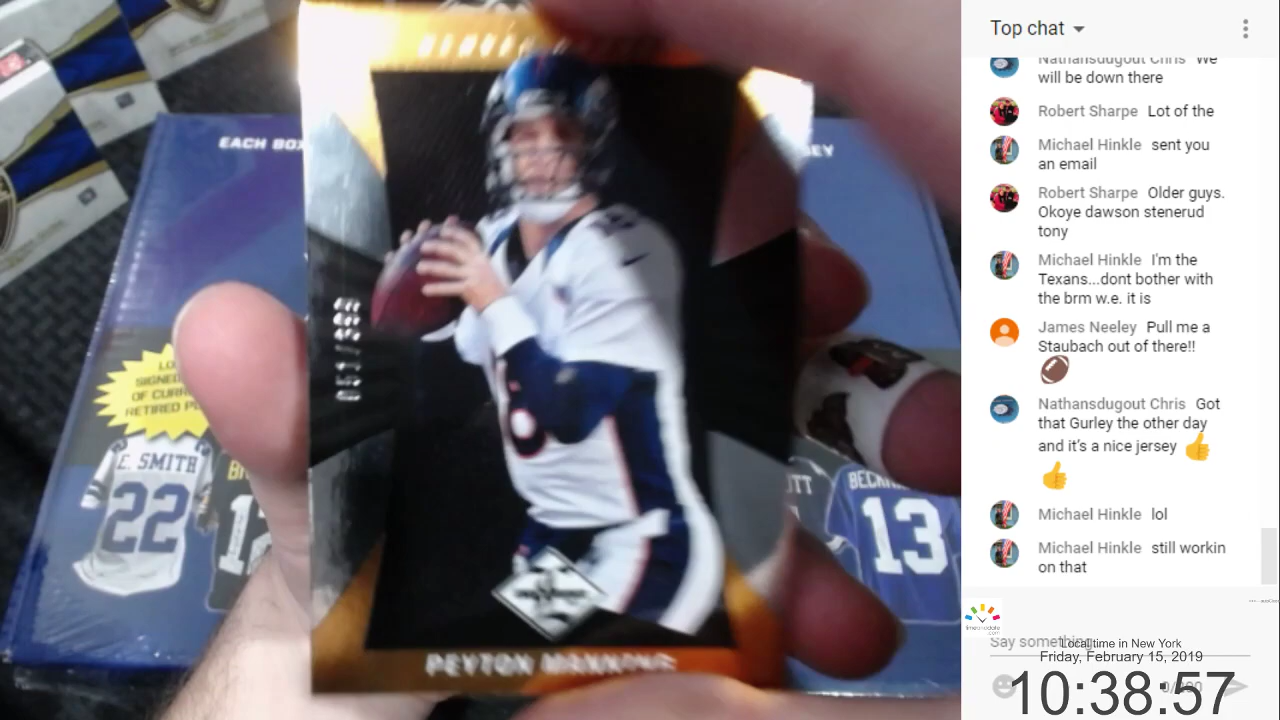 EACH BOX
LO
SIGNE
OF CURR
RETIRED P
E. SMITH
22
13
PEYTON MANNING
Top chat
Nathansdugout Chris We
will be down there
Robert Sharpe Lot of the
Michael Hinkle sent you
an email
Robert Sharpe Older guys.
Okoye dawson stenerud
tony
Michael Hinkle I'm the
Texans...dont bother with
the brm w.e. it is
James Neeley Pull me a
Staubach out of there!!
Nathansdugout Chris Got
that Gurley the other day
and it's a nice jersey
Michael Hinkle lol
Michael Hinkle still workin
on that
Say something...
Local time in New York
Friday, February 15, 2019
10:38:57